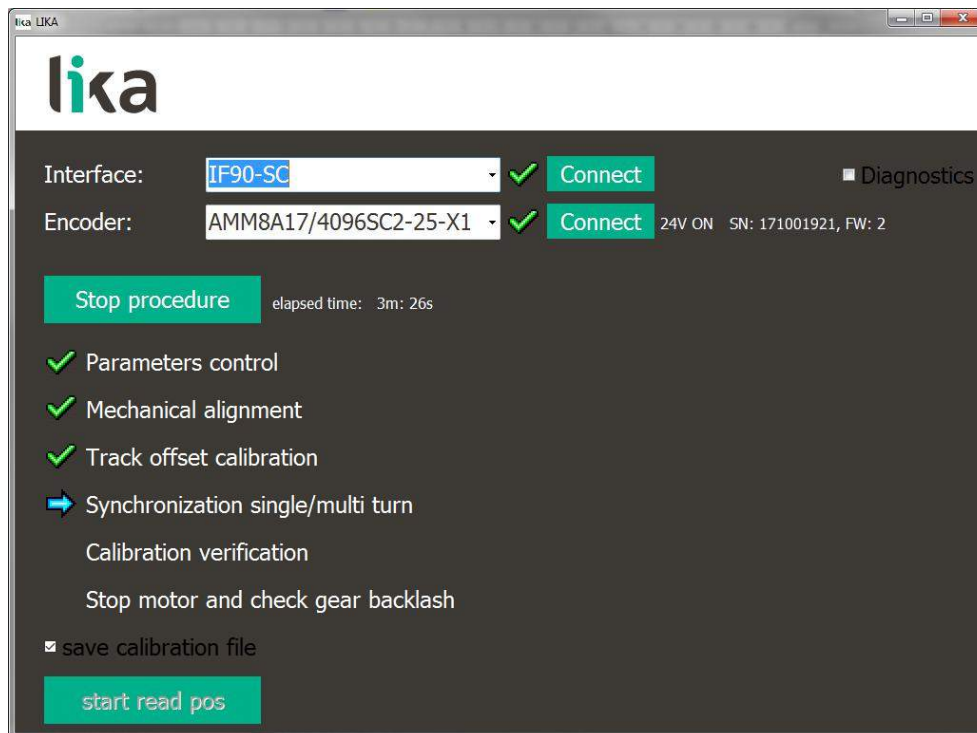 lika LIKA
lika
Interface: IF90-SC Connect Diagnostics
Encoder: AMM8A17/4096SC2-25-X1 Connect 24V ON SN: 171001921, FW: 2
Stop procedure elapsed time: 3m: 26s
Parameters control
Mechanical alignment
Track offset calibration
Synchronization single/multi turn
Calibration verification
Stop motor and check gear backlash
save calibration file
start read pos